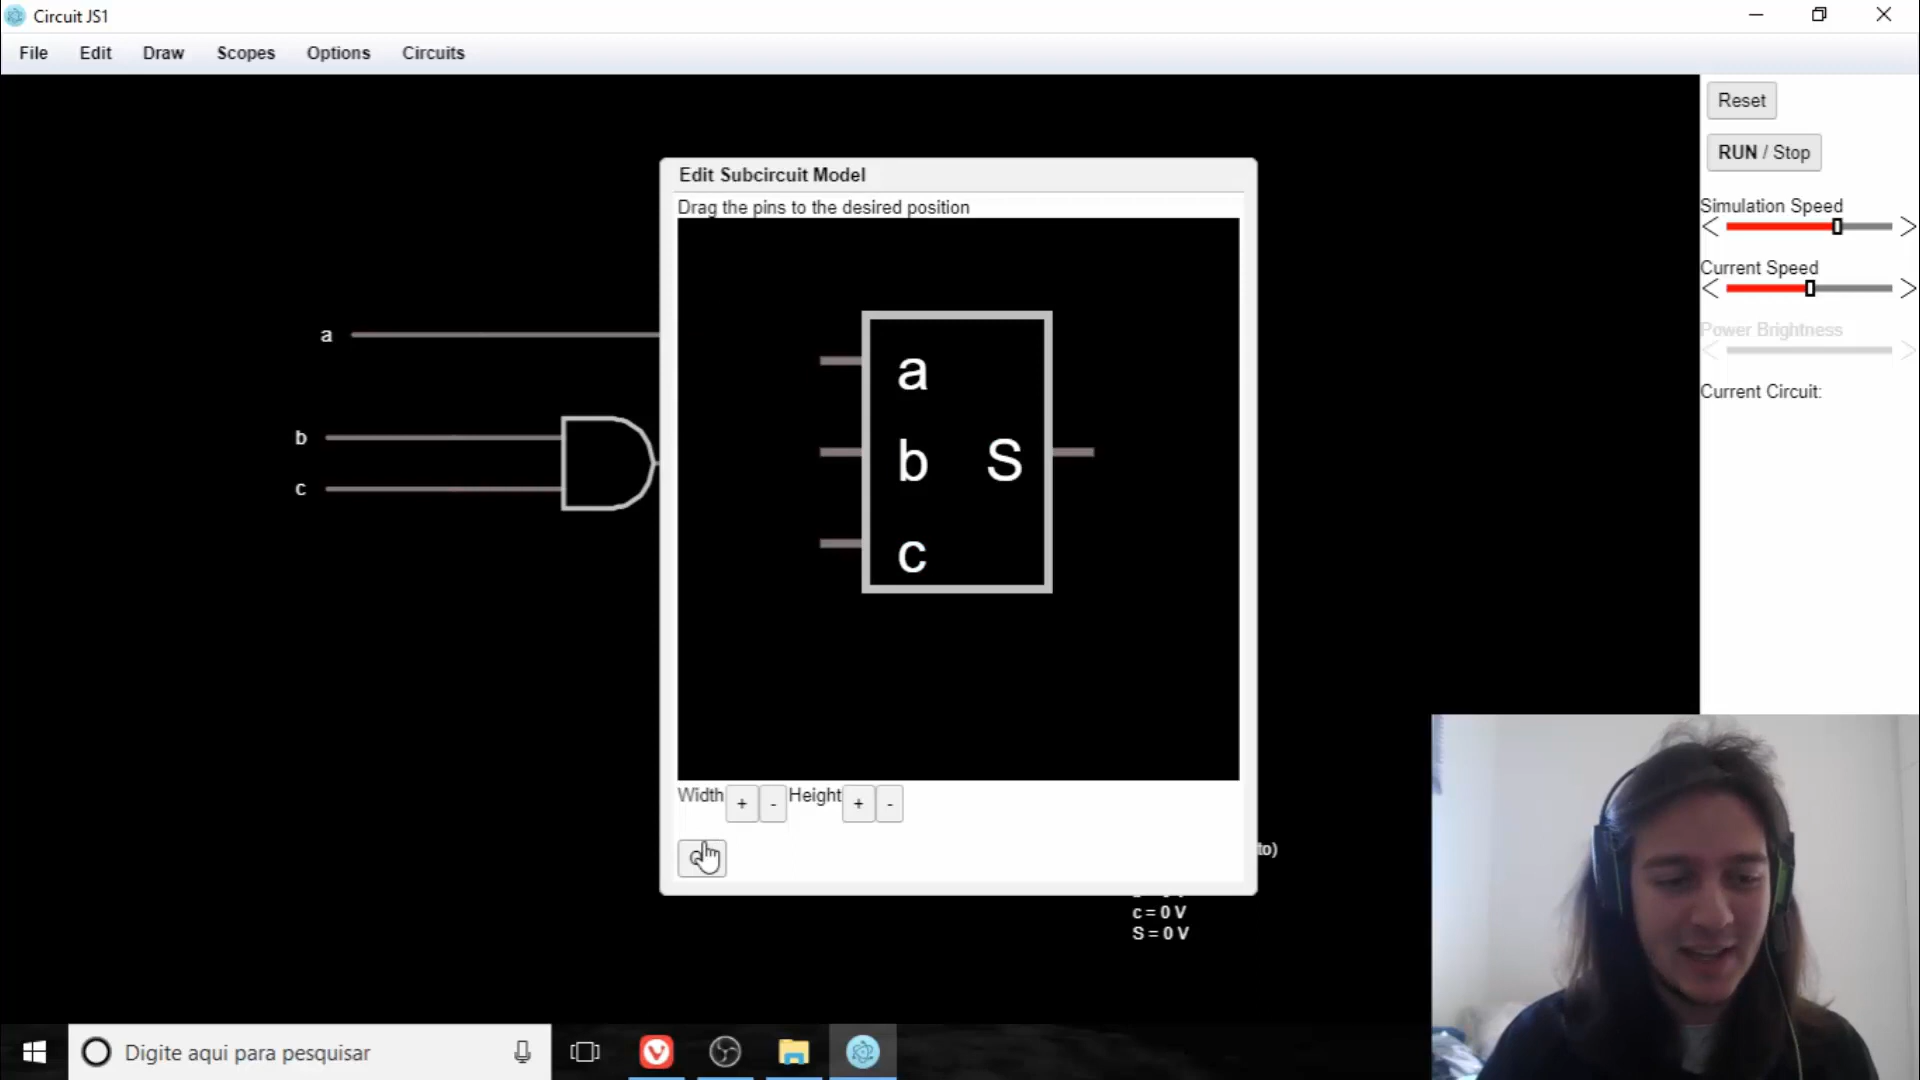 Circuit JS1
File Edit Draw Scopes Options Circuits
Reset
RUN / Stop
Simulation Speed
Current Speed
Power Brightness
Current Circuit:
Edit Subcircuit Model
Drag the pins to the desired position
a
b
c
a
b S
c
Width + - Height + -
to)
c = 0 V
S = 0 V
Digite aqui para pesquisar